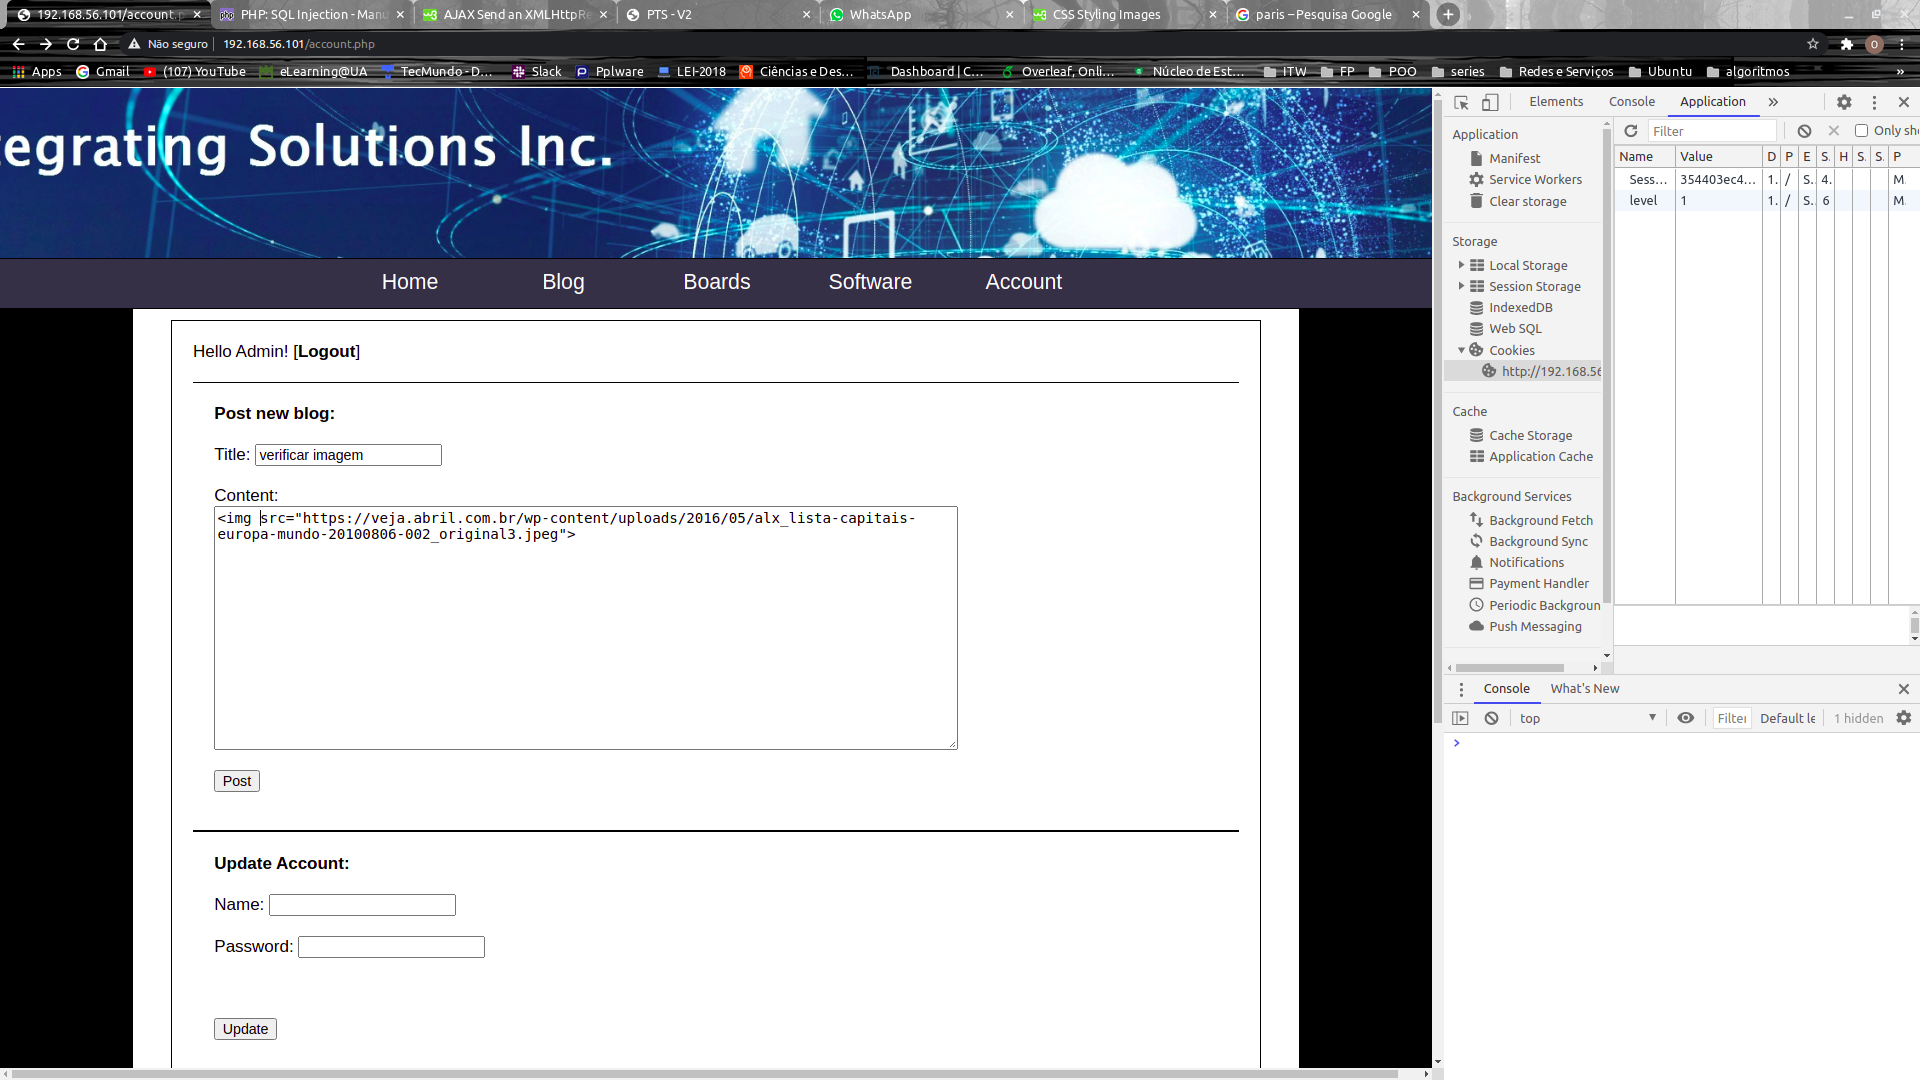 192.168.56.101/account.p
PHP: SQL Injection - Manu
AJAX Send an XMLHttpRe
PTS - V2
WhatsApp
CSS Styling Images
paris – Pesquisa Google
Não seguro
192.168.56.101/account.php
Apps
Gmail
(107) YouTube
eLearning@UA
TecMundo - D...
Slack
Pplware
LEI-2018
Ciências e Des...
Dashboard | C...
Overleaf, Onli...
Núcleo de Est...
ITW
FP
POO
series
Redes e Serviços
Ubuntu
algoritmos
»
tegrating Solutions Inc.
Home
Blog
Boards
Software
Account
Hello Admin! [Logout]
Post new blog:
Title: verificar imagem
Content:
<img src="https://veja.abril.com.br/wp-content/uploads/2016/05/alx_lista-capitais-
europa-mundo-20100806-002_original3.jpeg">
Post
Update Account:
Name:
Password:
Update
Elements
Console
Application
»
Application
Manifest
Service Workers
Clear storage
Storage
Local Storage
Session Storage
IndexedDB
Web SQL
Cookies
http://192.168.56
Cache
Cache Storage
Application Cache
Background Services
Background Fetch
Background Sync
Notifications
Payment Handler
Periodic Backgroun
Push Messaging
Filter
Only sho
Name Value D P E S. H S. S. P
Sess... 354403ec4... 1. / S.. 4. M.
level 1 1. / S.. 6 M.
Console
What's New
top
Filter
Default le
1 hidden